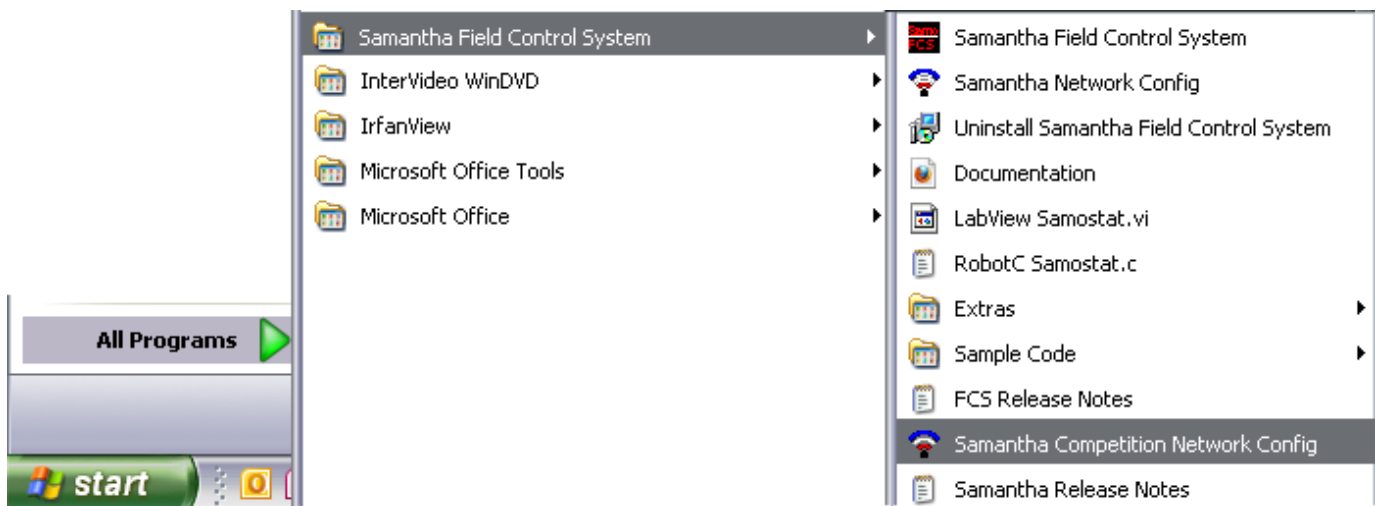 Samantha Field Control System
InterVideo WinDVD
IrfanView
Microsoft Office Tools
Microsoft Office
Samantha Field Control System
Samantha Network Config
Uninstall Samantha Field Control System
Documentation
LabView Samostat.vi
RobotC Samostat.c
Extras
Sample Code
FCS Release Notes
Samantha Competition Network Config
Samantha Release Notes
All Programs
start